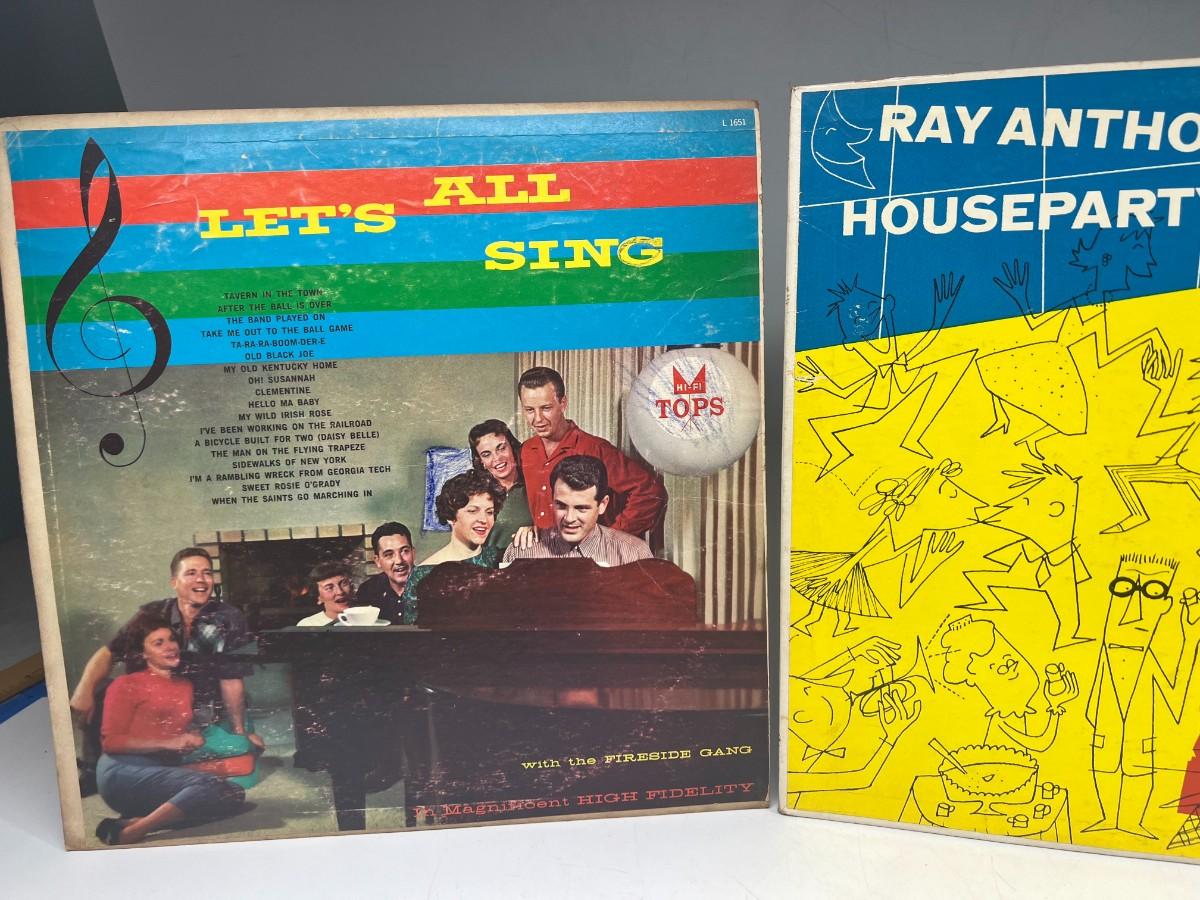 L 1651
LET'S ALL
SING
TAVERN IN THE TOWN
AFTER THE BALL IS OVER
THE BAND PLAYED ON
TAKE ME OUT TO THE BALL GAME
TA-RA-RA-BOOM-DER-E
OLD BLACK JOE
MY OLD KENTUCKY HOME
OH! SUSANNAH
CLEMENTINE
HELLO MA BABY
MY WILD IRISH ROSE
I'VE BEEN WORKING ON THE RAILROAD
A BICYCLE BUILT FOR TWO (DAISY BELLE)
THE MAN ON THE FLYING TRAPEZE
SIDEWALKS OF NEW YORK
I'M A RAMBLING WRECK FROM GEORGIA TECH
SWEET ROSIE O'GRADY
WHEN THE SAINTS GO MARCHING IN
HI-FI
TOPS
with the FIRESIDE GANG
In Magnificent HIGH FIDELITY
RAY ANTHO
HOUSEPARTY